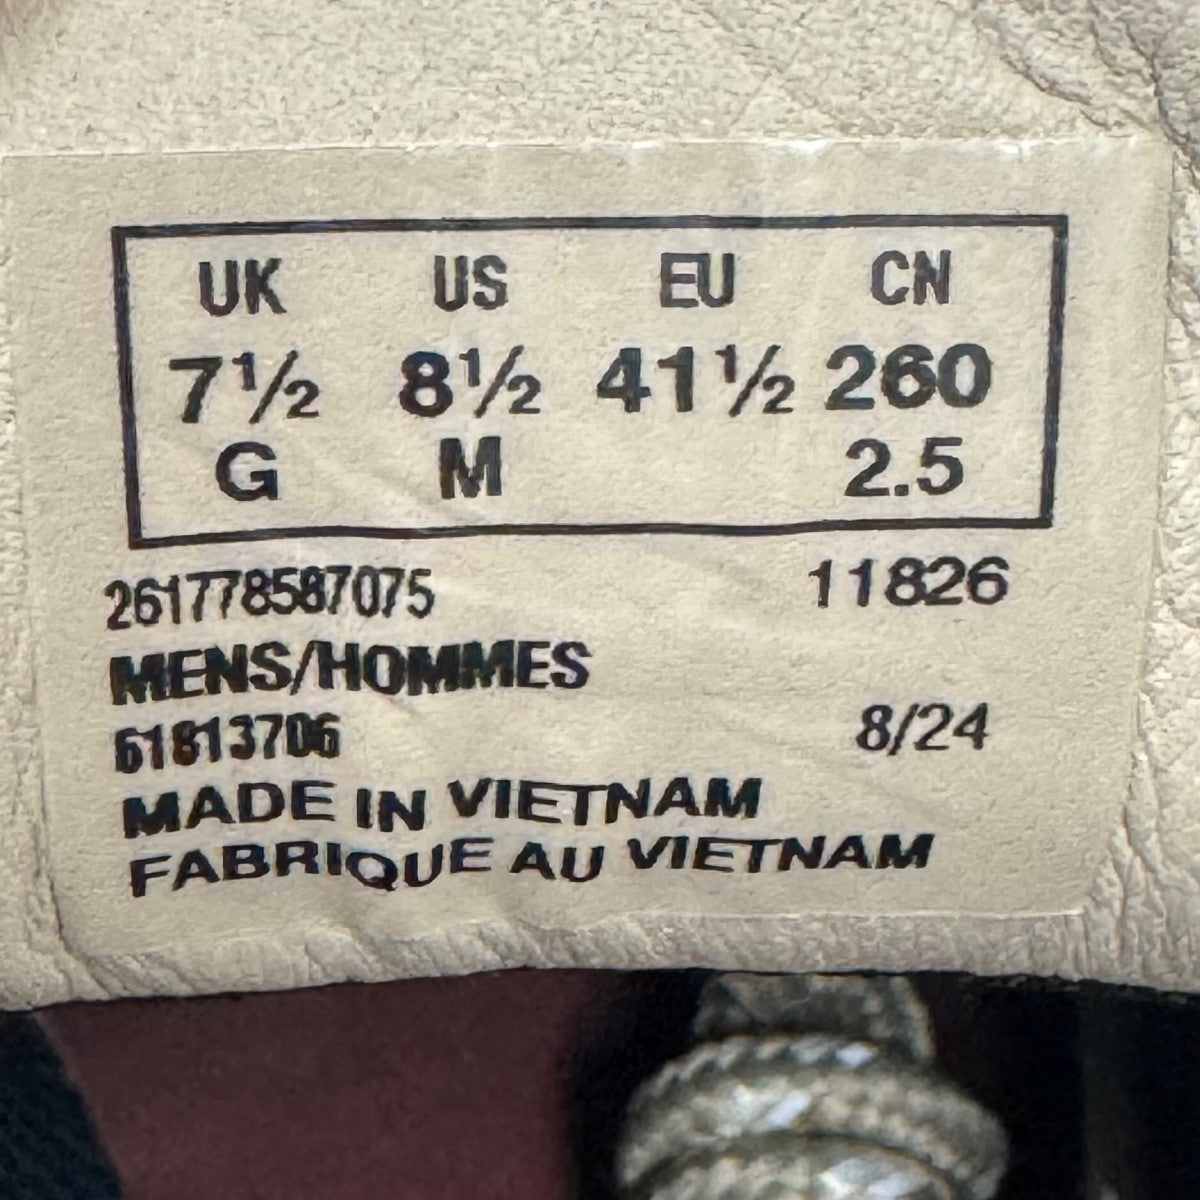 UK US EU CN
7½ 8½ 41½ 260
G M 2.5
261778587075 11826
MENS/HOMMES
61813706 8/24
MADE IN VIETNAM
FABRIQUE AU VIETNAM